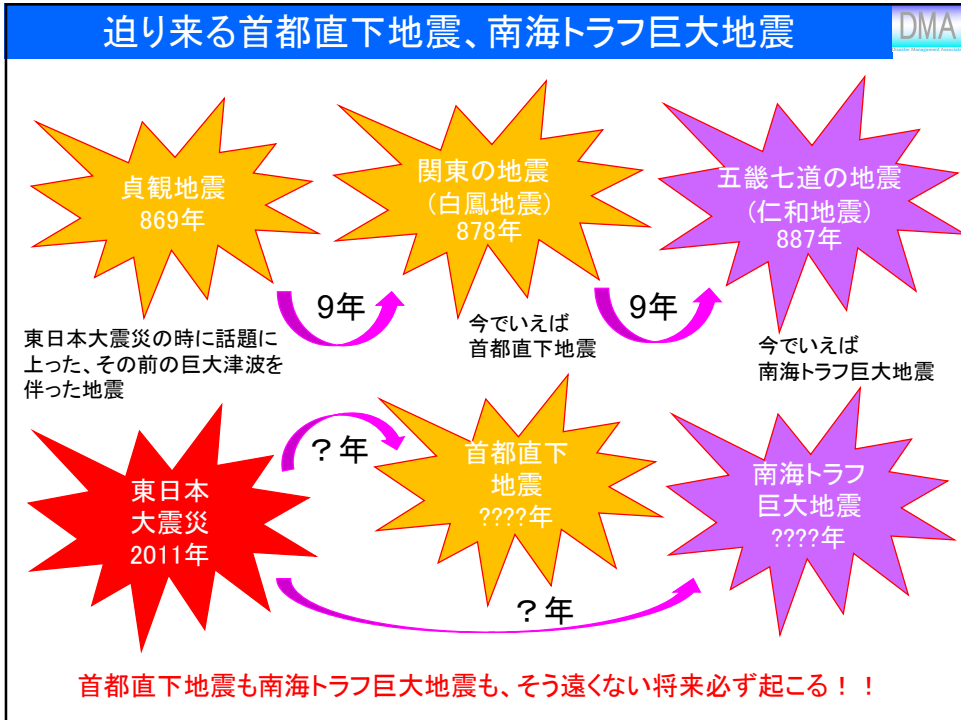 迫り来る首都直下地震、南海トラフ巨大地震
DMA
Disaster Management Associate
貞観地震
869年
関東の地震
(白鳳地震)
878年
五畿七道の地震
(仁和地震)
887年
9年
9年
東日本大震災の時に話題に
上った、その前の巨大津波を
伴った地震
今でいえば
首都直下地震
今でいえば
南海トラフ巨大地震
東日本
大震災
2011年
？年
首都直下
地震
????年
南海トラフ
巨大地震
????年
？年
首都直下地震も南海トラフ巨大地震も、そう遠くない将来必ず起こる！！